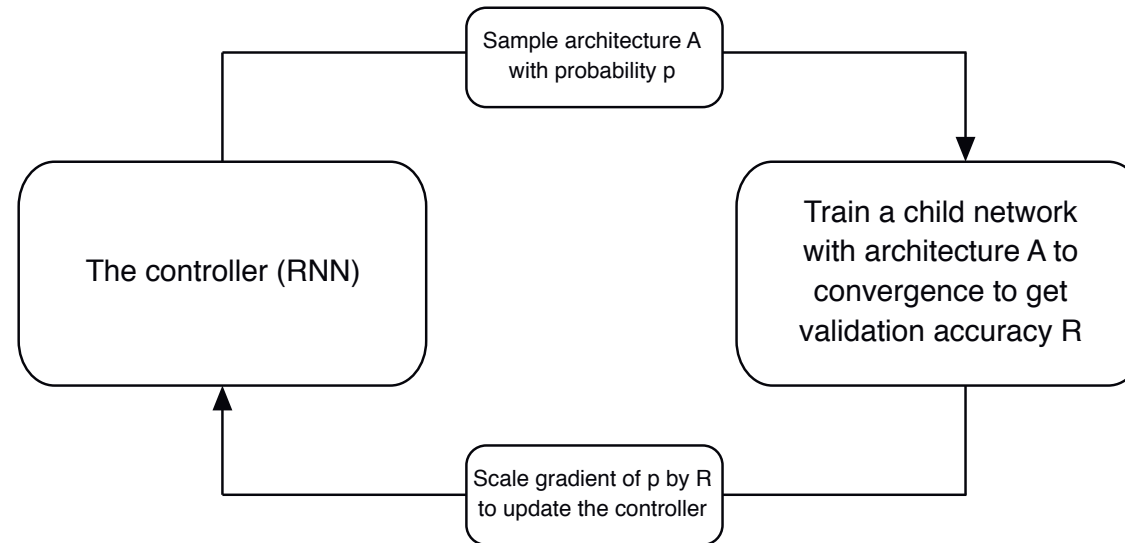 Sample architecture A
with probability p
The controller (RNN)
Train a child network
with architecture A to
convergence to get
validation accuracy R
Scale gradient of p by R
to update the controller